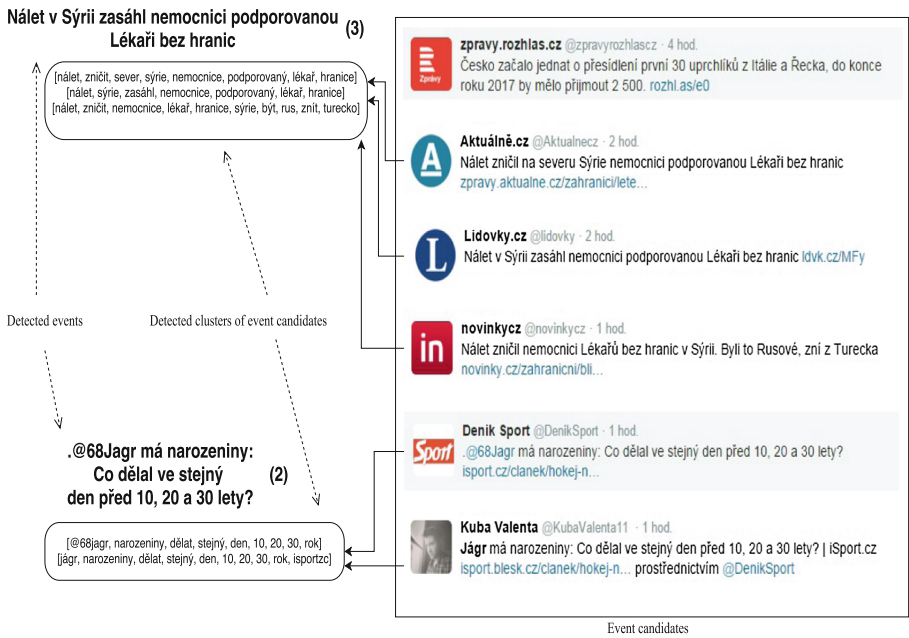 Nálet v Sýrii zasáhl nemocnici podporovanou
Lékaři bez hranic
(3)
[nálet, zničit, sever, sýrie, nemocnice, podporovaný, lékař, hranice]
[nálet, sýrie, zasáhl, nemocnice, podporovaný, lékař, hranice]
[nálet, zničit, nemocnice, lékař, hranice, sýrie, být, rus, znít, turecko]
Detected events
Detected clusters of event candidates
.@68Jagr má narozeniny:
Co dělal ve stejný
den před 10, 20 a 30 lety?
(2)
[@68jagr, narozeniny, dělat, stejný, den, 10, 20, 30, rok]
[jágr, narozeniny, dělat, stejný, den, 10, 20, 30, rok, isportzc]
Zprávy
zpravy.rozhlas.cz @zpravyrozhlascz · 4 hod.
Česko začalo jednat o přesídlení první 30 uprchlíků z Itálie a Řecka, do konce
roku 2017 by mělo přijmout 2 500. rozhl.as/e0
A
Aktuálně.cz @Aktualnecz · 2 hod.
Nálet zničil na severu Sýrie nemocnici podporovanou Lékaři bez hranic
zpravy.aktualne.cz/zahranici/lete...
L
Lidovky.cz @lidovky · 2 hod.
Nálet v Sýrii zasáhl nemocnici podporovanou Lékaři bez hranic ldvk.cz/MFy
in
novinkycz @novinkycz · 1 hod.
Nálet zničil nemocnici Lékařů bez hranic v Sýrii. Byli to Rusové, zní z Turecka
novinky.cz/zahranicni/bli...
Sport
Denik Sport @DenikSport · 1 hod.
.@68Jagr má narozeniny: Co dělal ve stejný den před 10, 20 a 30 lety?
isport.cz/clanek/hokej-n...
Kuba Valenta @KubaValenta11 · 1 hod.
Jágr má narozeniny: Co dělal ve stejný den před 10, 20 a 30 lety? | iSport.cz
isport.blesk.cz/clanek/hokej-n... prostřednictvím @DenikSport
Event candidates